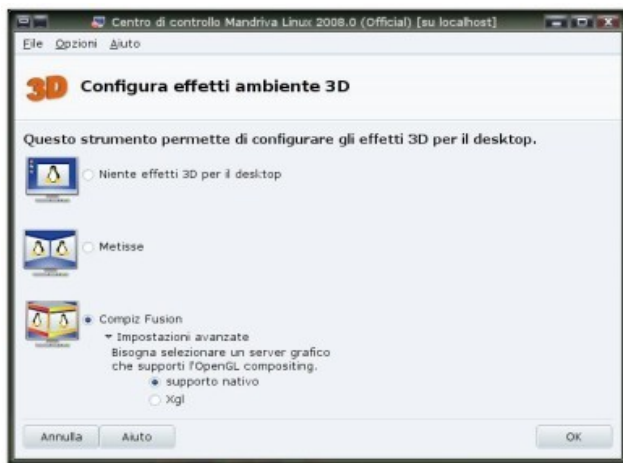 Centro di controllo Mandriva Linux 2008.0 (Official) [su localhost]
File Opzioni Aiuto
3D Configura effetti ambiente 3D
Questo strumento permette di configurare gli effetti 3D per il desktop.
Niente effetti 3D per il desktop
Metisse
Compiz Fusion
Impostazioni avanzate
Bisogna selezionare un server grafico
che supporti l'OpenGL compositing.
supporto nativo
Xgl
Annulla Aiuto OK